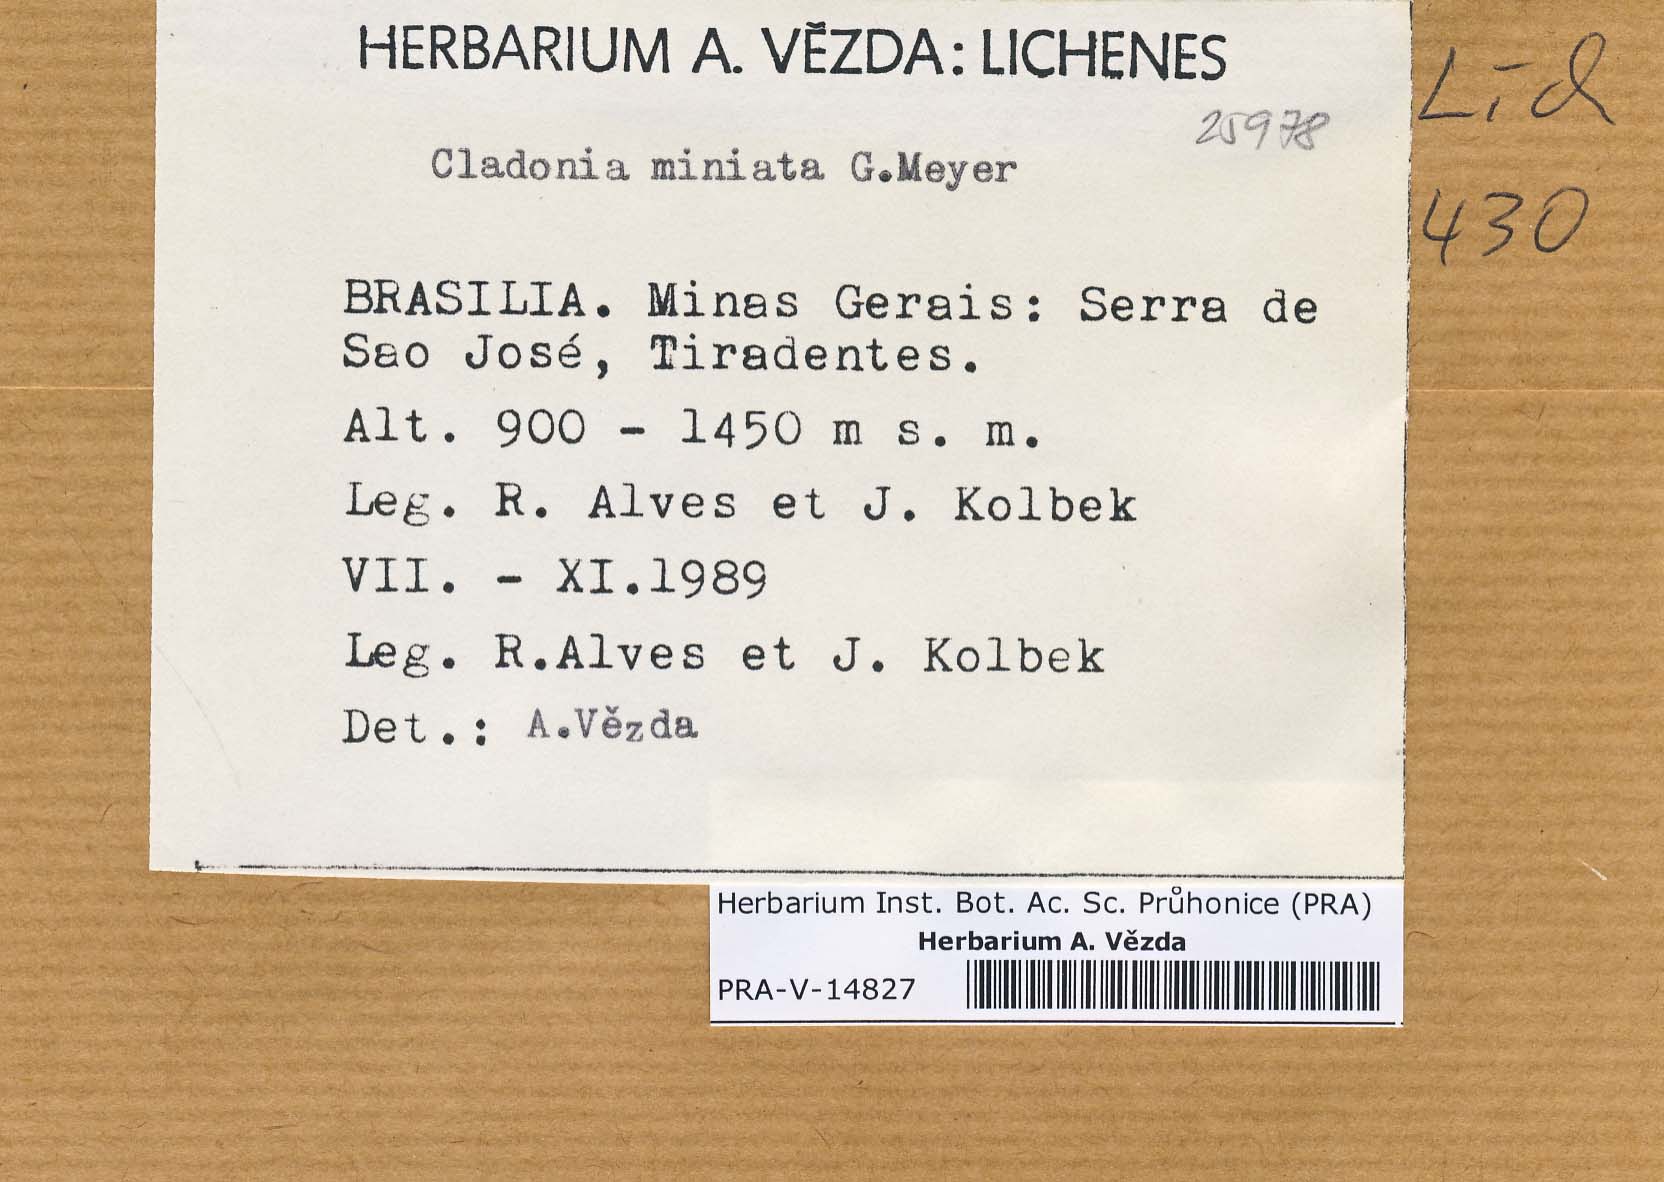 HERBARIUM A. VĚZDA: LICHENES
25978
Cladonia miniata G.Meyer
BRASILIA. Minas Gerais: Serra de
Sao José, Tiradentes.
Alt. 900 - 1450 m s. m.
Leg. R. Alves et J. Kolbek
VII. - XI.1989
Leg. R.Alves et J. Kolbek
Det.: A.Vězda
430
Herbarium Inst. Bot. Ac. Sc. Průhonice (PRA)
Herbarium A. Vězda
PRA-V-14827